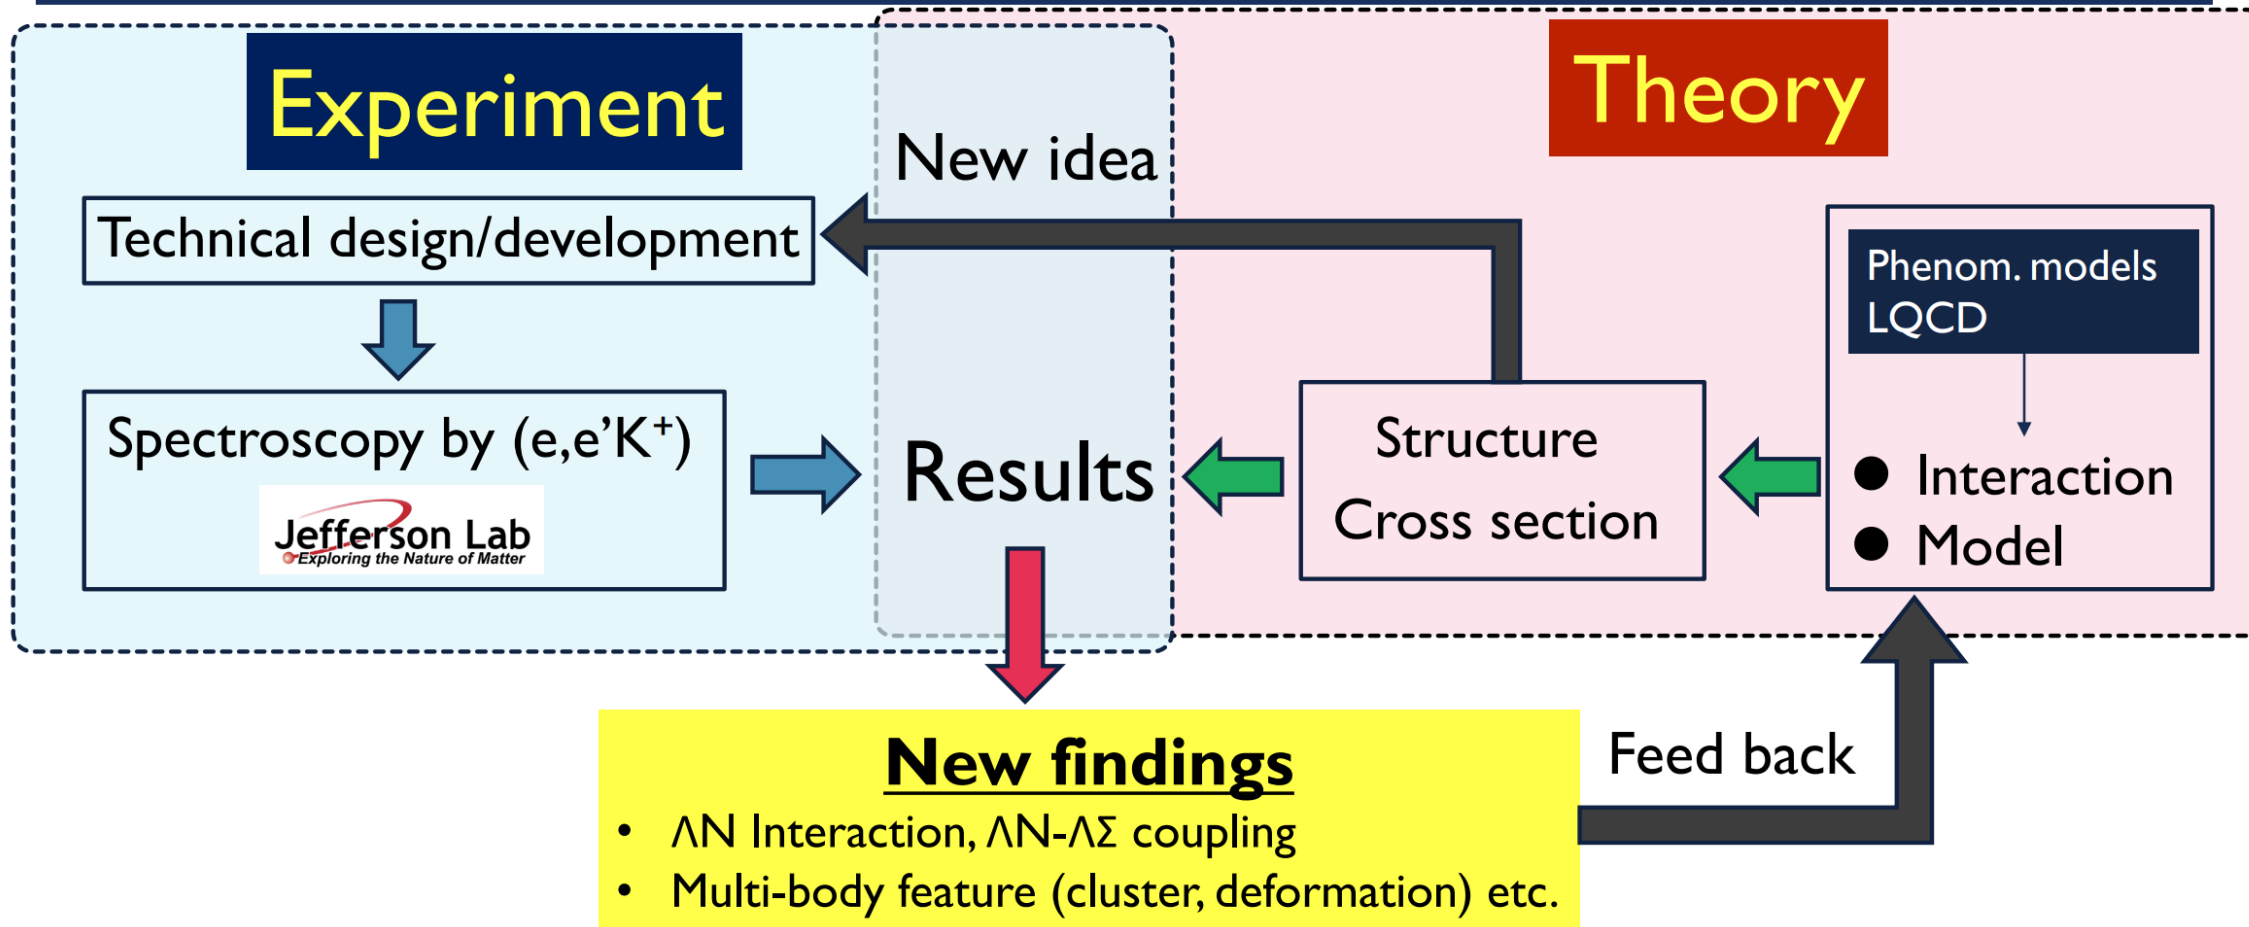 Experiment
Theory
New idea
Technical design/development
Phenom. models
LQCD
Spectroscopy by (e,e'K⁺)
Jefferson Lab
Exploring the Nature of Matter
Results
Structure
Cross section
● Interaction
● Model
New findings
• ΛN Interaction, ΛN-ΛΣ coupling
• Multi-body feature (cluster, deformation) etc.
Feed back